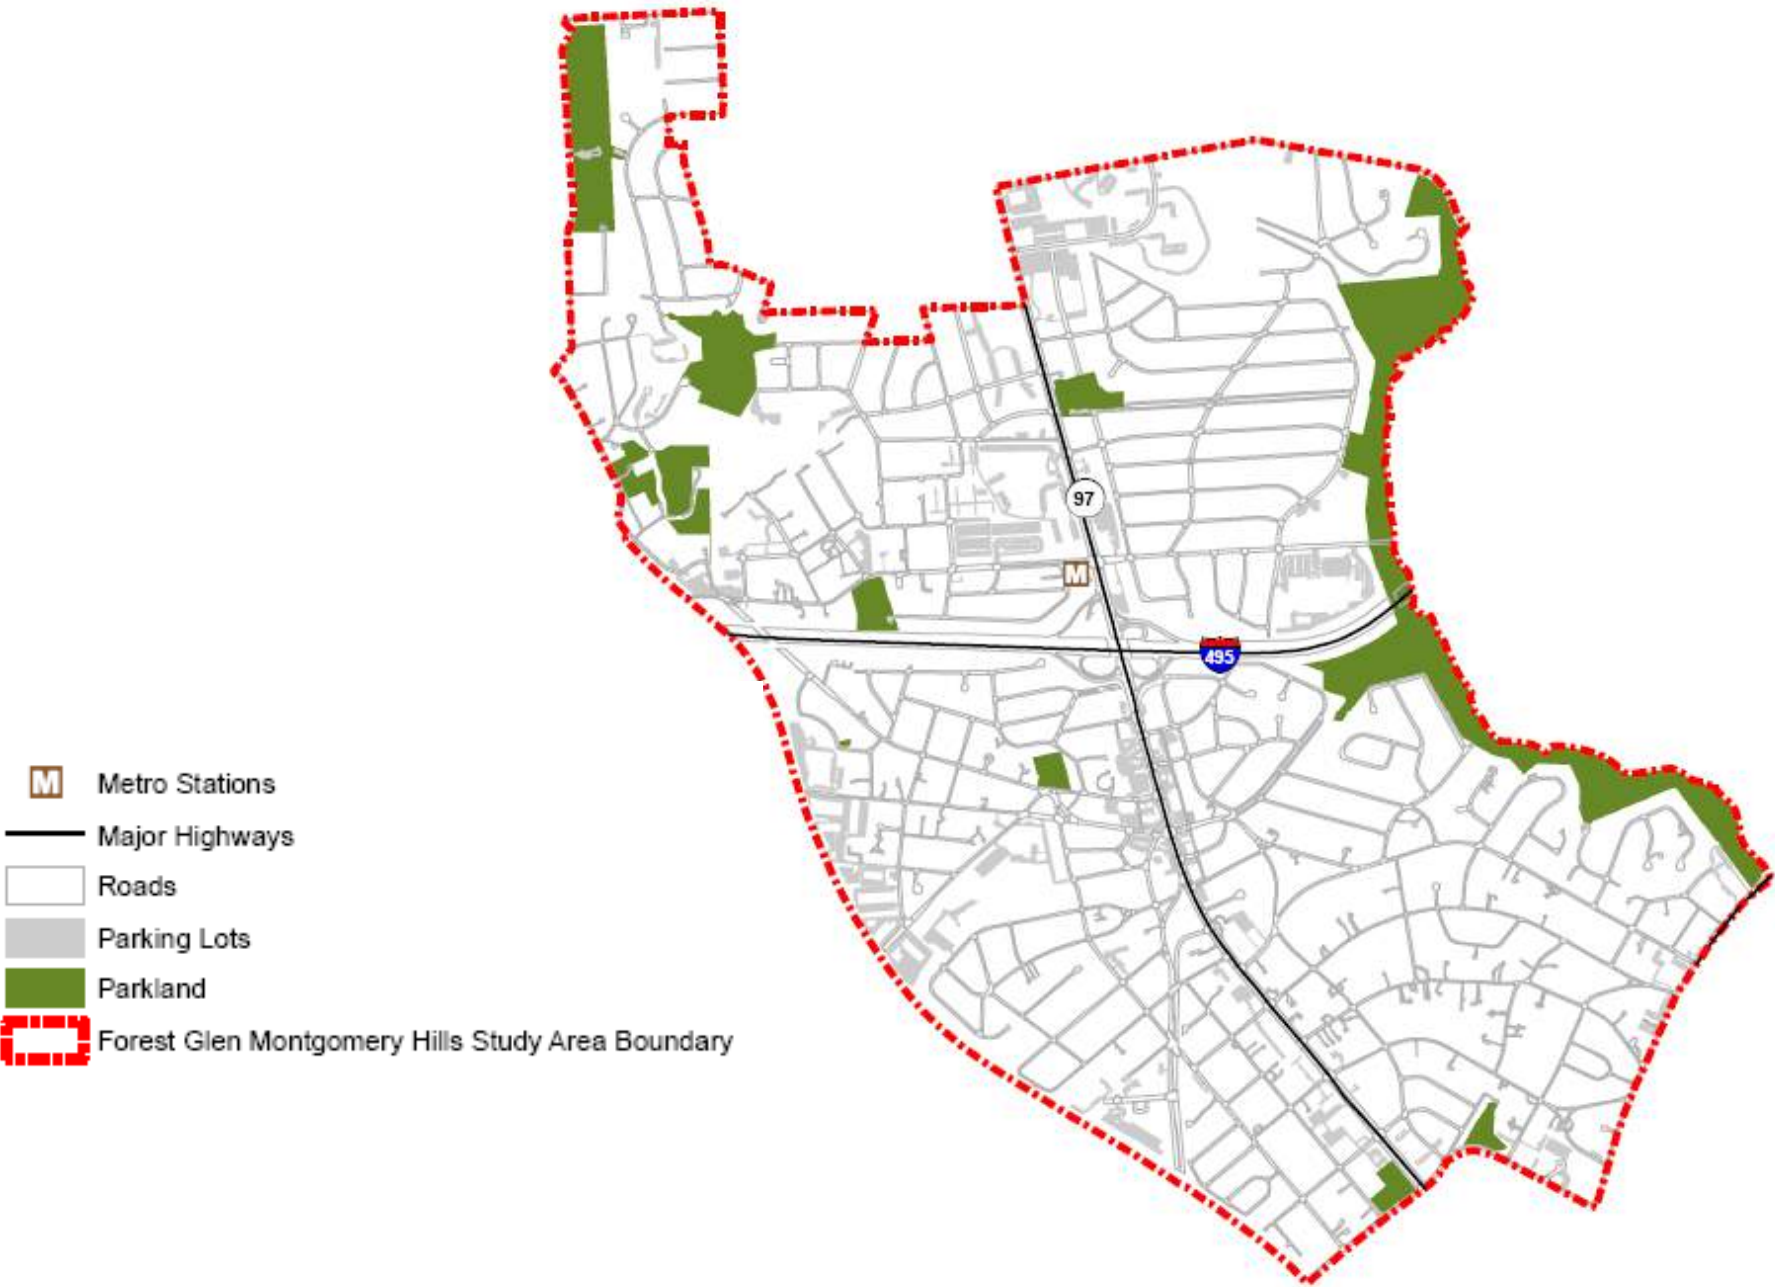 97
M
495
M Metro Stations
Major Highways
Roads
Parking Lots
Parkland
Forest Glen Montgomery Hills Study Area Boundary